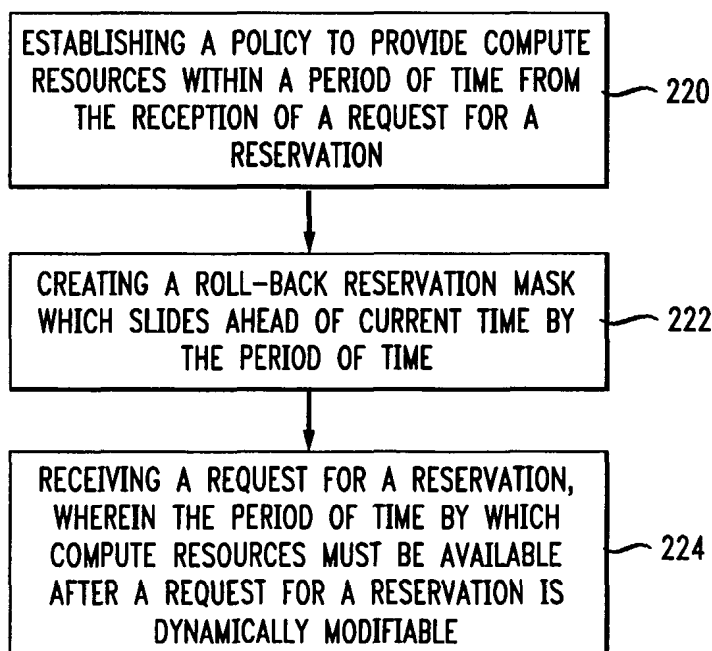 ESTABLISHING A POLICY TO PROVIDE COMPUTE
RESOURCES WITHIN A PERIOD OF TIME FROM
THE RECEPTION OF A REQUEST FOR A
RESERVATION
220
CREATING A ROLL-BACK RESERVATION MASK
WHICH SLIDES AHEAD OF CURRENT TIME BY
THE PERIOD OF TIME
222
RECEIVING A REQUEST FOR A RESERVATION,
WHEREIN THE PERIOD OF TIME BY WHICH
COMPUTE RESOURCES MUST BE AVAILABLE
AFTER A REQUEST FOR A RESERVATION IS
DYNAMICALLY MODIFIABLE
224